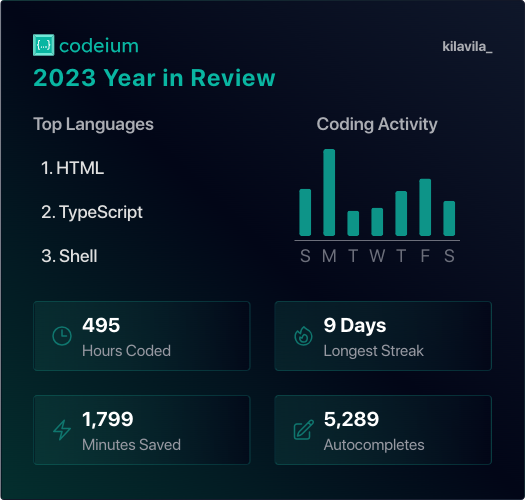 {...} codeium
kilavila_
2023 Year in Review
Top Languages
1. HTML
2. TypeScript
3. Shell
Coding Activity
S M T W T F S
495
Hours Coded
9 Days
Longest Streak
1,799
Minutes Saved
5,289
Autocompletes